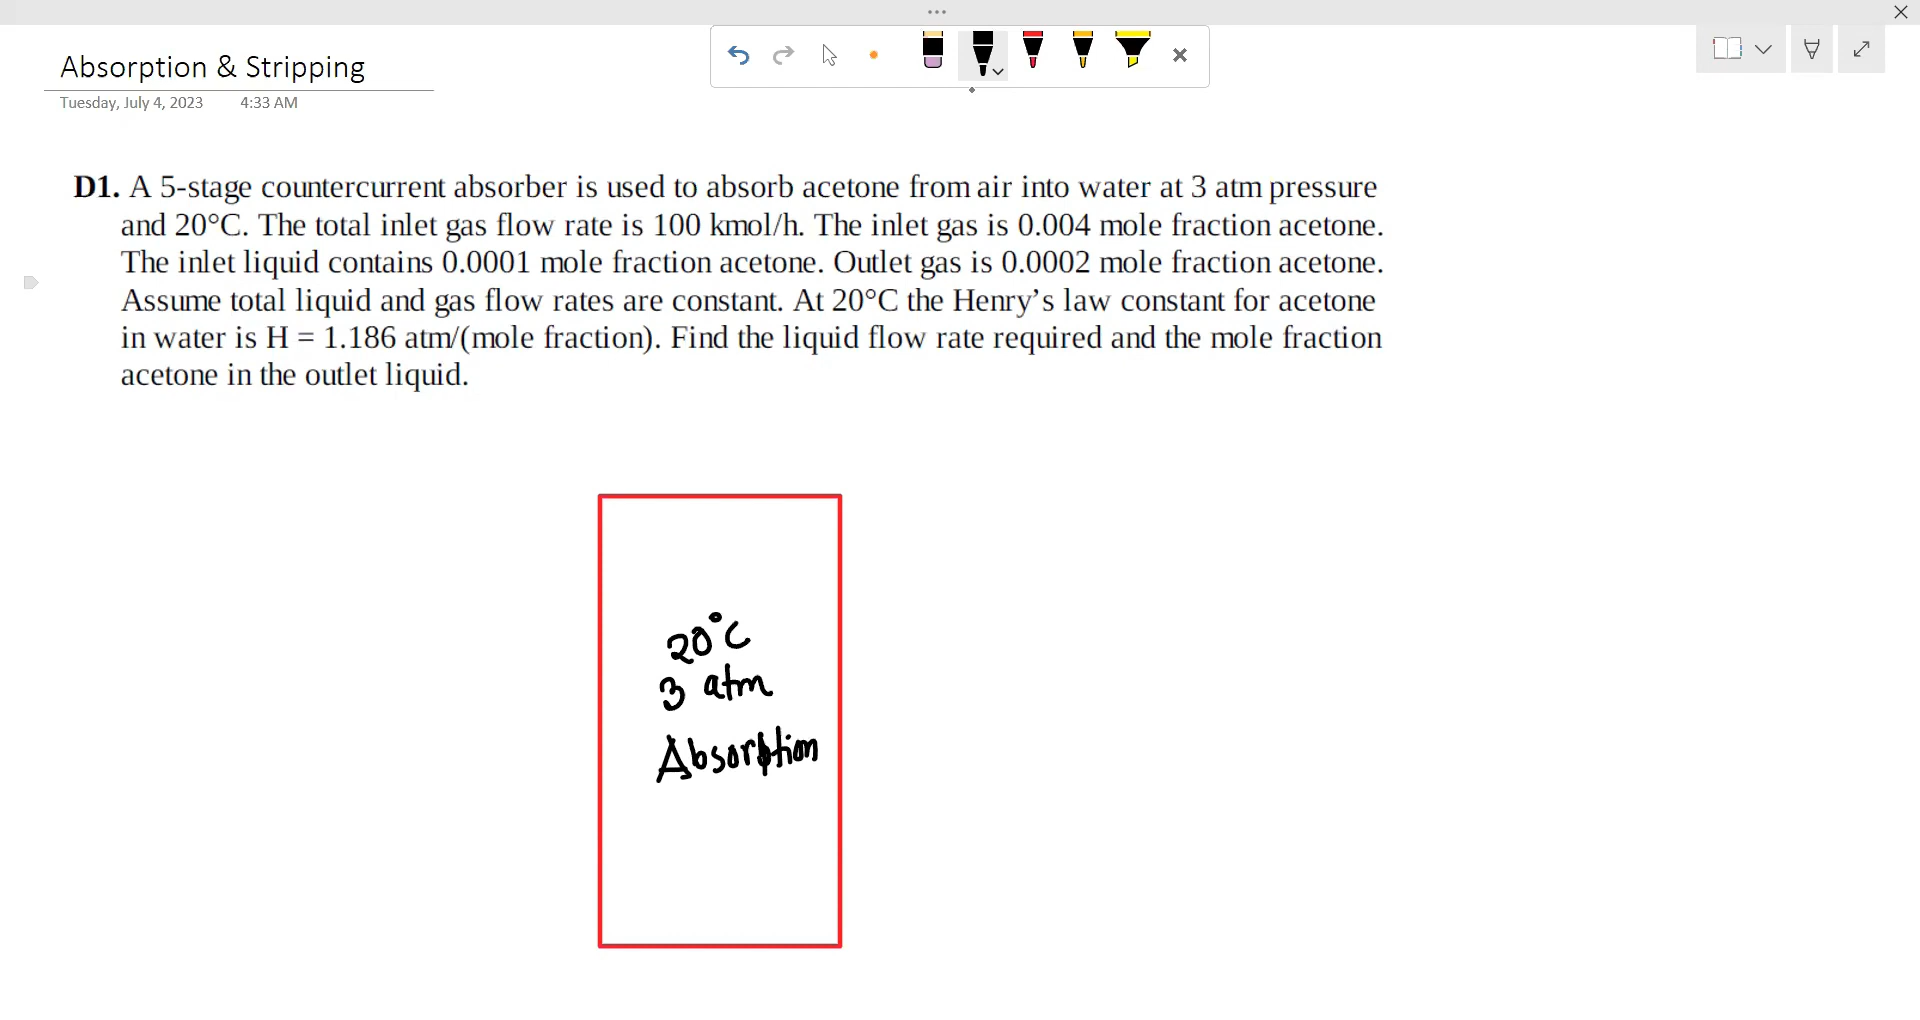 Absorption & Stripping
Tuesday, July 4, 2023 4:33 AM
D1. A 5-stage countercurrent absorber is used to absorb acetone from air into water at 3 atm pressure
and 20°C. The total inlet gas flow rate is 100 kmol/h. The inlet gas is 0.004 mole fraction acetone.
The inlet liquid contains 0.0001 mole fraction acetone. Outlet gas is 0.0002 mole fraction acetone.
Assume total liquid and gas flow rates are constant. At 20°C the Henry’s law constant for acetone
in water is H = 1.186 atm/(mole fraction). Find the liquid flow rate required and the mole fraction
acetone in the outlet liquid.
20°C
3 atm
Absorption